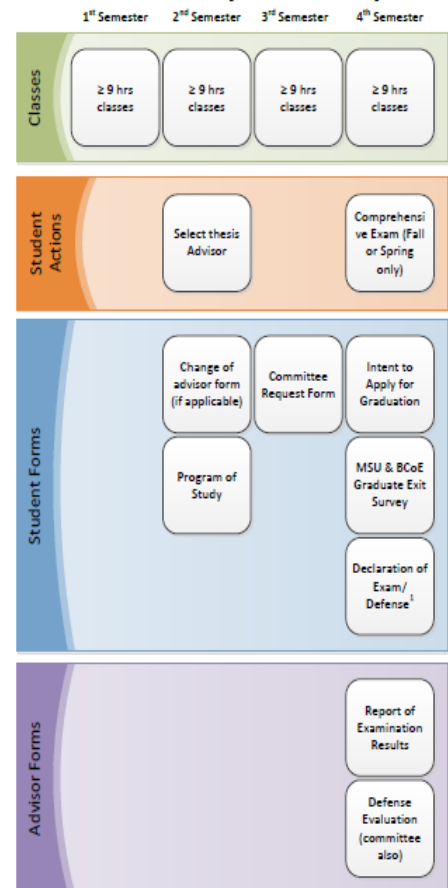 1st Semester
2nd Semester
3rd Semester
4th Semester
Classes
≥ 9 hrs
classes
≥ 9 hrs
classes
≥ 9 hrs
classes
≥ 9 hrs
classes
Student
Actions
Select thesis
Advisor
Comprehensi
ve Exam (Fall
or Spring
only)
Student Forms
Change of
advisor form
(if applicable)
Committee
Request Form
Intent to
Apply for
Graduation
Program of
Study
MSU & BCoE
Graduate Exit
Survey
Declaration of
Exam/
Defense1
Advisor Forms
Report of
Examination
Results
Defense
Evaluation
(committee
also)